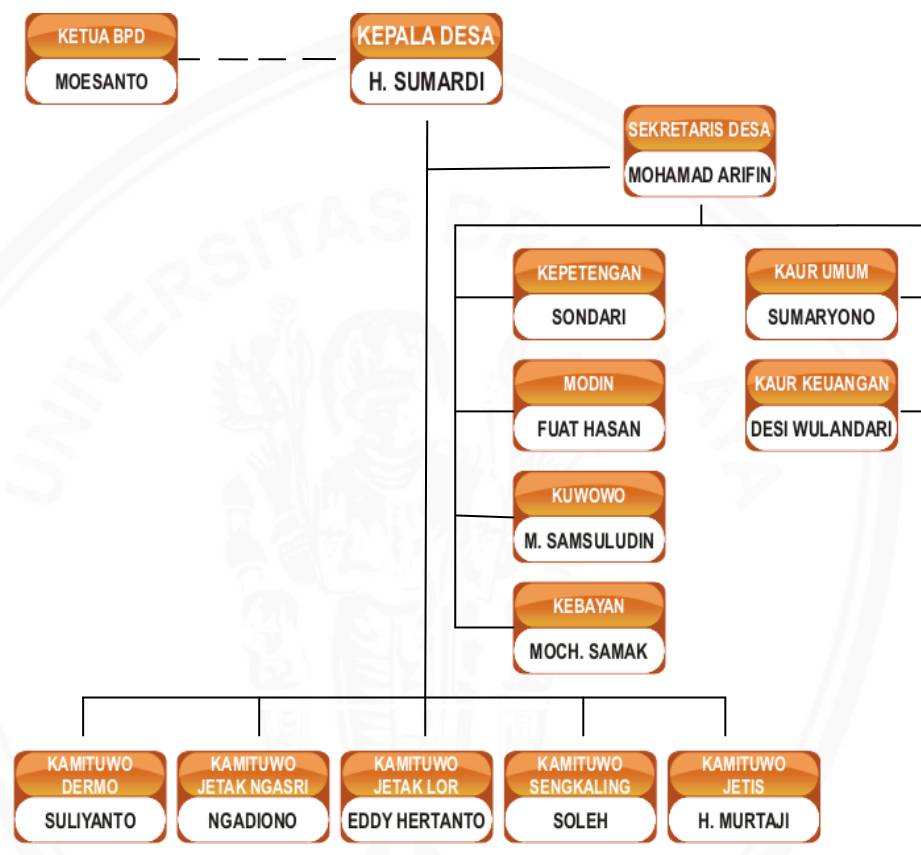 KETUA BPD
MOESANTO
KEPALA DESA
H. SUMARDI
SEKRETARIS DESA
MOHAMAD ARIFIN
KEPETENGAN
SONDARI
KAUR UMUM
SUMARYONO
MODIN
FUAT HASAN
KAUR KEUANGAN
DESI WULANDARI
KUWOWO
M. SAMSULUDIN
KEBAYAN
MOCH. SAMAK
KAMITUWO
DERMO
SULIYANTO
KAMITUWO
JETAK NGASRI
NGADIONO
KAMITUWO
JETAK LOR
EDDY HERTANTO
KAMITUWO
SENGKALING
SOLEH
KAMITUWO
JETIS
H. MURTAJI
UNIVERSITAS BRAWIJAYA